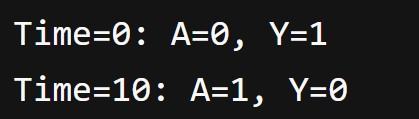 Time=0: A=0, Y=1
Time=10: A=1, Y=0